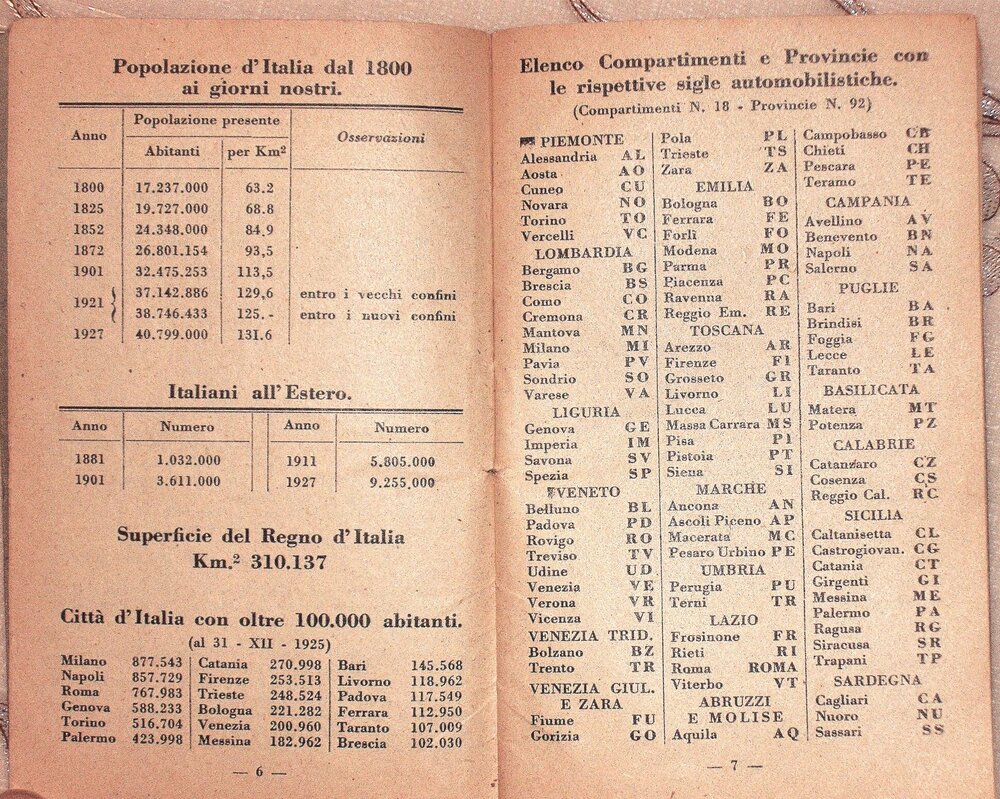 Popolazione d'Italia dal 1800
ai giorni nostri.
Anno Popolazione presente Osservazioni
Abitanti per Km²
1800 17.237.000 63.2
1825 19.727.000 68.8
1852 24.348.000 84,9
1872 26.801.154 93,5
1901 32.475.253 113,5
1921 { 37.142.886 129,6 entro i vecchi confini
38.746.433 125.- entro i nuovi confini
1927 40.799.000 131.6
Italiani all'Estero.
Anno Numero Anno Numero
1881 1.032.000 1911 5.805.000
1901 3.611.000 1927 9.255.000
Superficie del Regno d'Italia
Km.² 310.137
Città d'Italia con oltre 100.000 abitanti.
(al 31 - XII - 1925)
Milano 877.543 Catania 270.998 Bari 145.568
Napoli 857.729 Firenze 253.513 Livorno 118.962
Roma 767.983 Trieste 248.524 Padova 117.549
Genova 588.233 Bologna 221.282 Ferrara 112.950
Torino 516.704 Venezia 200.960 Taranto 107.009
Palermo 423.998 Messina 182.962 Brescia 102.030
— 6 —
Elenco Compartimenti e Provincie con
le rispettive sigle automobilistiche.
(Compartimenti N. 18 - Provincie N. 92)
PIEMONTE
Alessandria AL
Aosta AO
Cuneo CU
Novara NO
Torino TO
Vercelli VC
LOMBARDIA
Bergamo BG
Brescia BS
Como CO
Cremona CR
Mantova MN
Milano MI
Pavia PV
Sondrio SO
Varese VA
LIGURIA
Genova GE
Imperia IM
Savona SV
Spezia SP
VENETO
Belluno BL
Padova PD
Rovigo RO
Treviso TV
Udine UD
Venezia VE
Verona VR
Vicenza VI
VENEZIA TRID.
Bolzano BZ
Trento TR
VENEZIA GIUL.
E ZARA
Fiume FU
Gorizia GO
Pola PL
Trieste TS
Zara ZA
EMILIA
Bologna BO
Ferrara FE
Forlì FO
Modena MO
Parma PR
Piacenza PC
Ravenna RA
Reggio Em. RE
TOSCANA
Arezzo AR
Firenze FI
Grosseto GR
Livorno LI
Lucca LU
Massa Carrara MS
Pisa PI
Pistoia PT
Siena SI
MARCHE
Ancona AN
Ascoli Piceno AP
Macerata MC
Pesaro Urbino PE
UMBRIA
Perugia PU
Terni TR
LAZIO
Frosinone FR
Rieti RI
Roma ROMA
Viterbo VT
ABRUZZI
E MOLISE
Aquila AQ
Campobasso CB
Chieti CH
Pescara PE
Teramo TE
CAMPANIA
Avellino AV
Benevento BN
Napoli NA
Salerno SA
PUGLIE
Bari BA
Brindisi BR
Foggia FG
Lecce LE
Taranto TA
BASILICATA
Matera MT
Potenza PZ
CALABRIE
Catanzaro CZ
Cosenza CS
Reggio Cal. RC
SICILIA
Caltanisetta CL
Castrogiovan. CG
Catania CT
Girgenti GI
Messina ME
Palermo PA
Ragusa RG
Siracusa SR
Trapani TP
SARDEGNA
Cagliari CA
Nuoro NU
Sassari SS
— 7 —